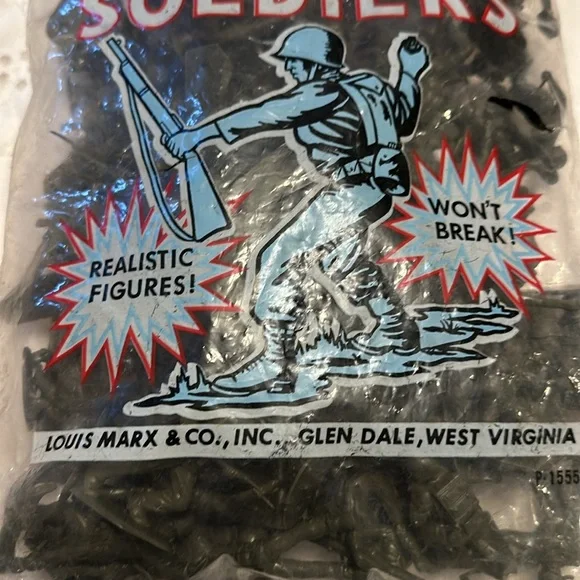 SOLDIERS
REALISTIC
FIGURES!
WON'T
BREAK!
LOUIS MARX & CO., INC., GLEN DALE, WEST VIRGINIA
P-1555